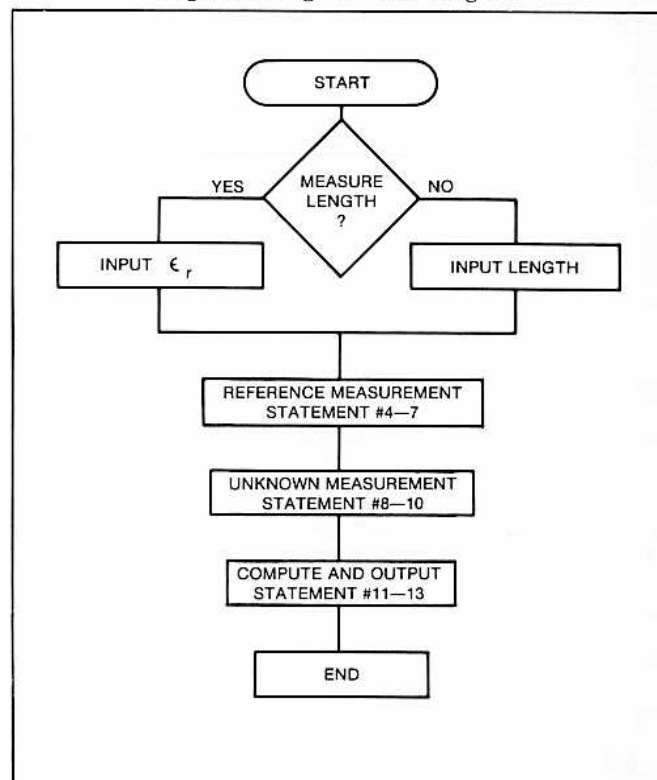 START
MEASURE
LENGTH
?
YES
NO
INPUT ϵr
INPUT LENGTH
REFERENCE MEASUREMENT
STATEMENT #4—7
UNKNOWN MEASUREMENT
STATEMENT #8—10
COMPUTE AND OUTPUT
STATEMENT #11—13
END